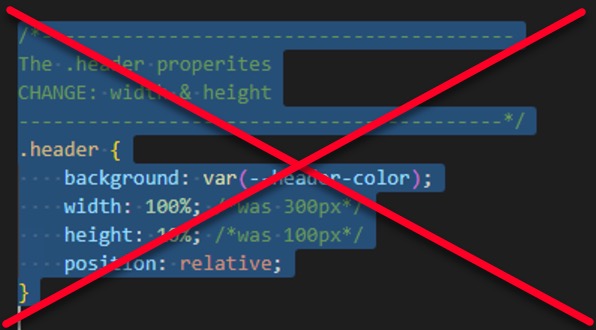 /*-----------------------------------------
The .header properites
CHANGE: width & height
------------------------------------------*/
.header {
    background: var(--header-color);
    width: 100%; /*was 300px*/
    height: 10%; /*was 100px*/
    position: relative;
}